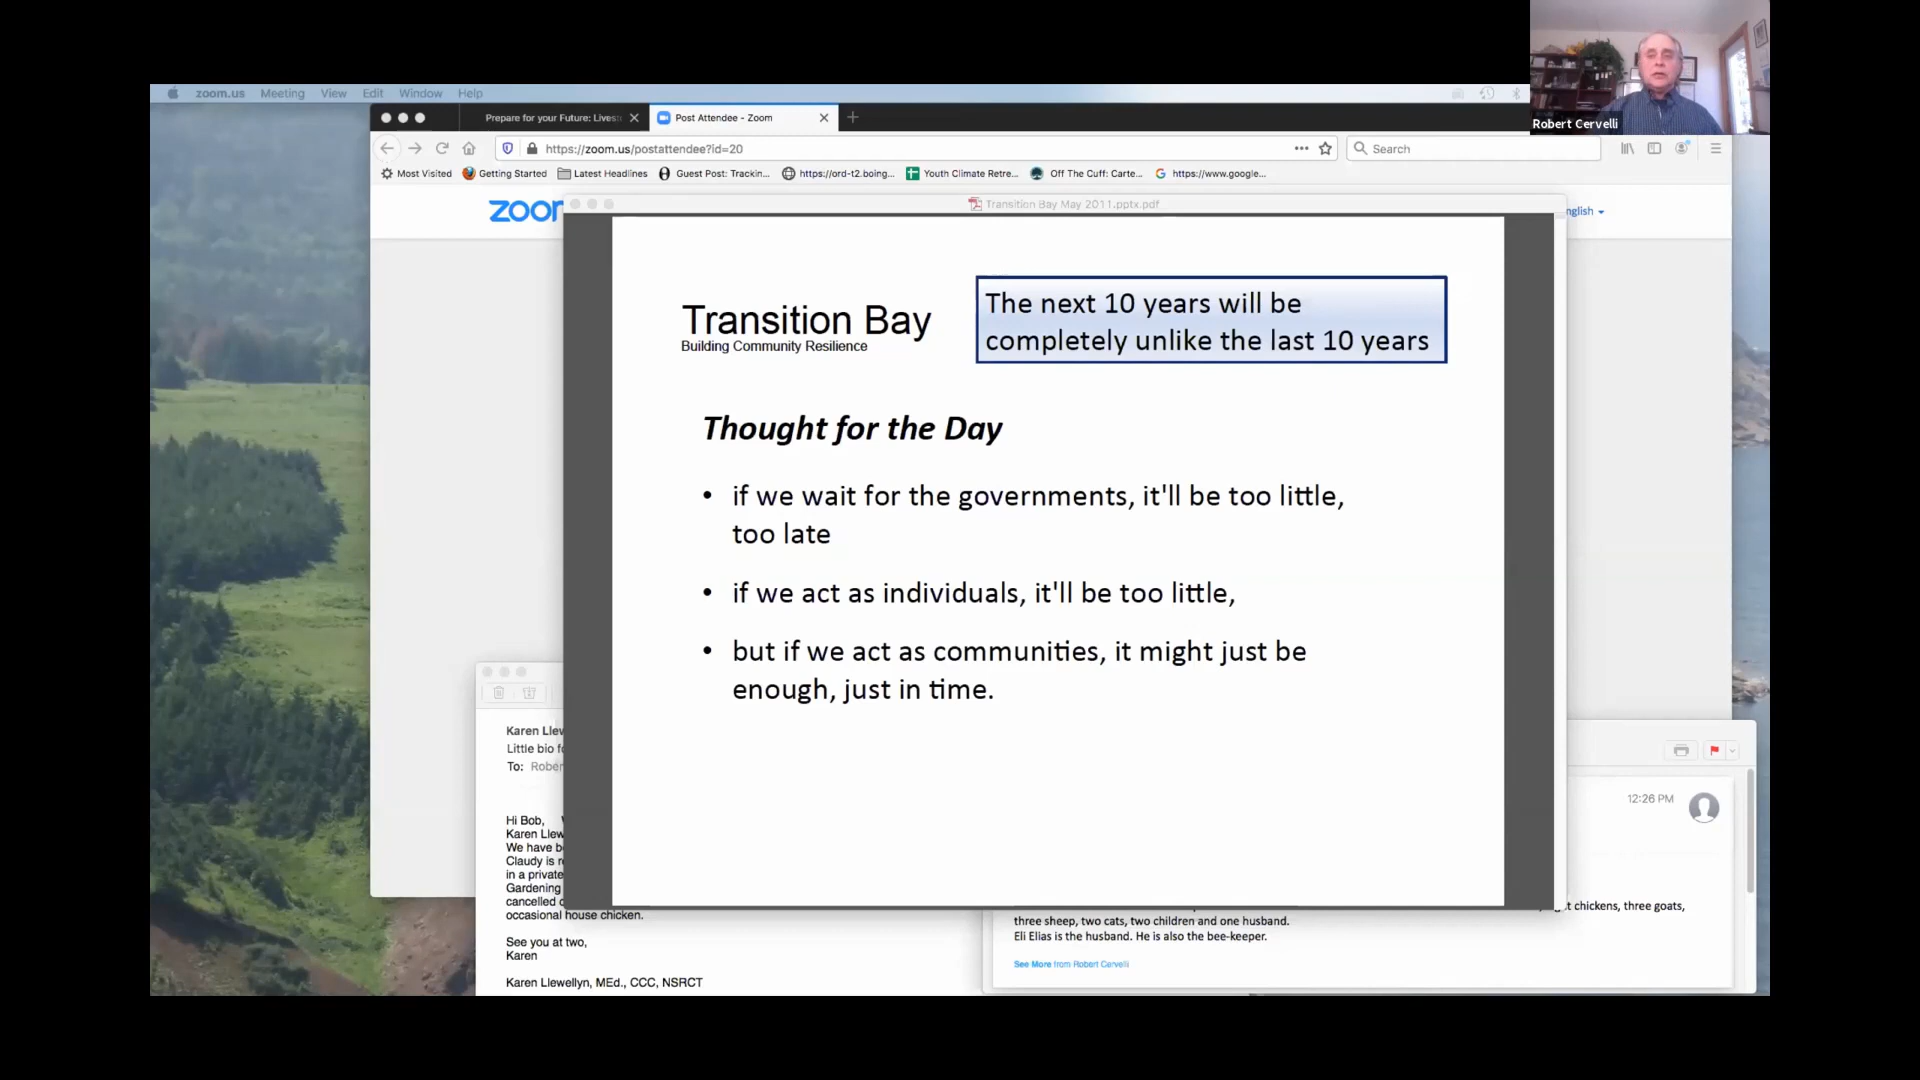 zoom.us Meeting View Edit Window Help
Robert Cervelli
Prepare for your Future: Livest
Post Attendee - Zoom
https://zoom.us/postattendee?id=20
Search
Most Visited
Getting Started
Latest Headlines
Guest Post: Trackin...
https://ord-t2.boing...
Youth Climate Retre...
Off The Cuff: Carte...
https://www.google...
zoom
Transition Bay May 2011.pptx.pdf
nglish
Transition Bay
Building Community Resilience
The next 10 years will be
completely unlike the last 10 years
Thought for the Day
• if we wait for the governments, it'll be too little,
too late
• if we act as individuals, it'll be too little,
• but if we act as communities, it might just be
enough, just in time.
Karen Llew
Little bio f
To: Rober
Hi Bob,
Karen Llew
We have b
Claudy is r
in a private
Gardening
cancelled
occasional house chicken.
See you at two,
Karen
Karen Llewellyn, MEd., CCC, NSRCT
12:26 PM
t chickens, three goats,
three sheep, two cats, two children and one husband.
Eli Elias is the husband. He is also the bee-keeper.
See More from Robert Cervelli